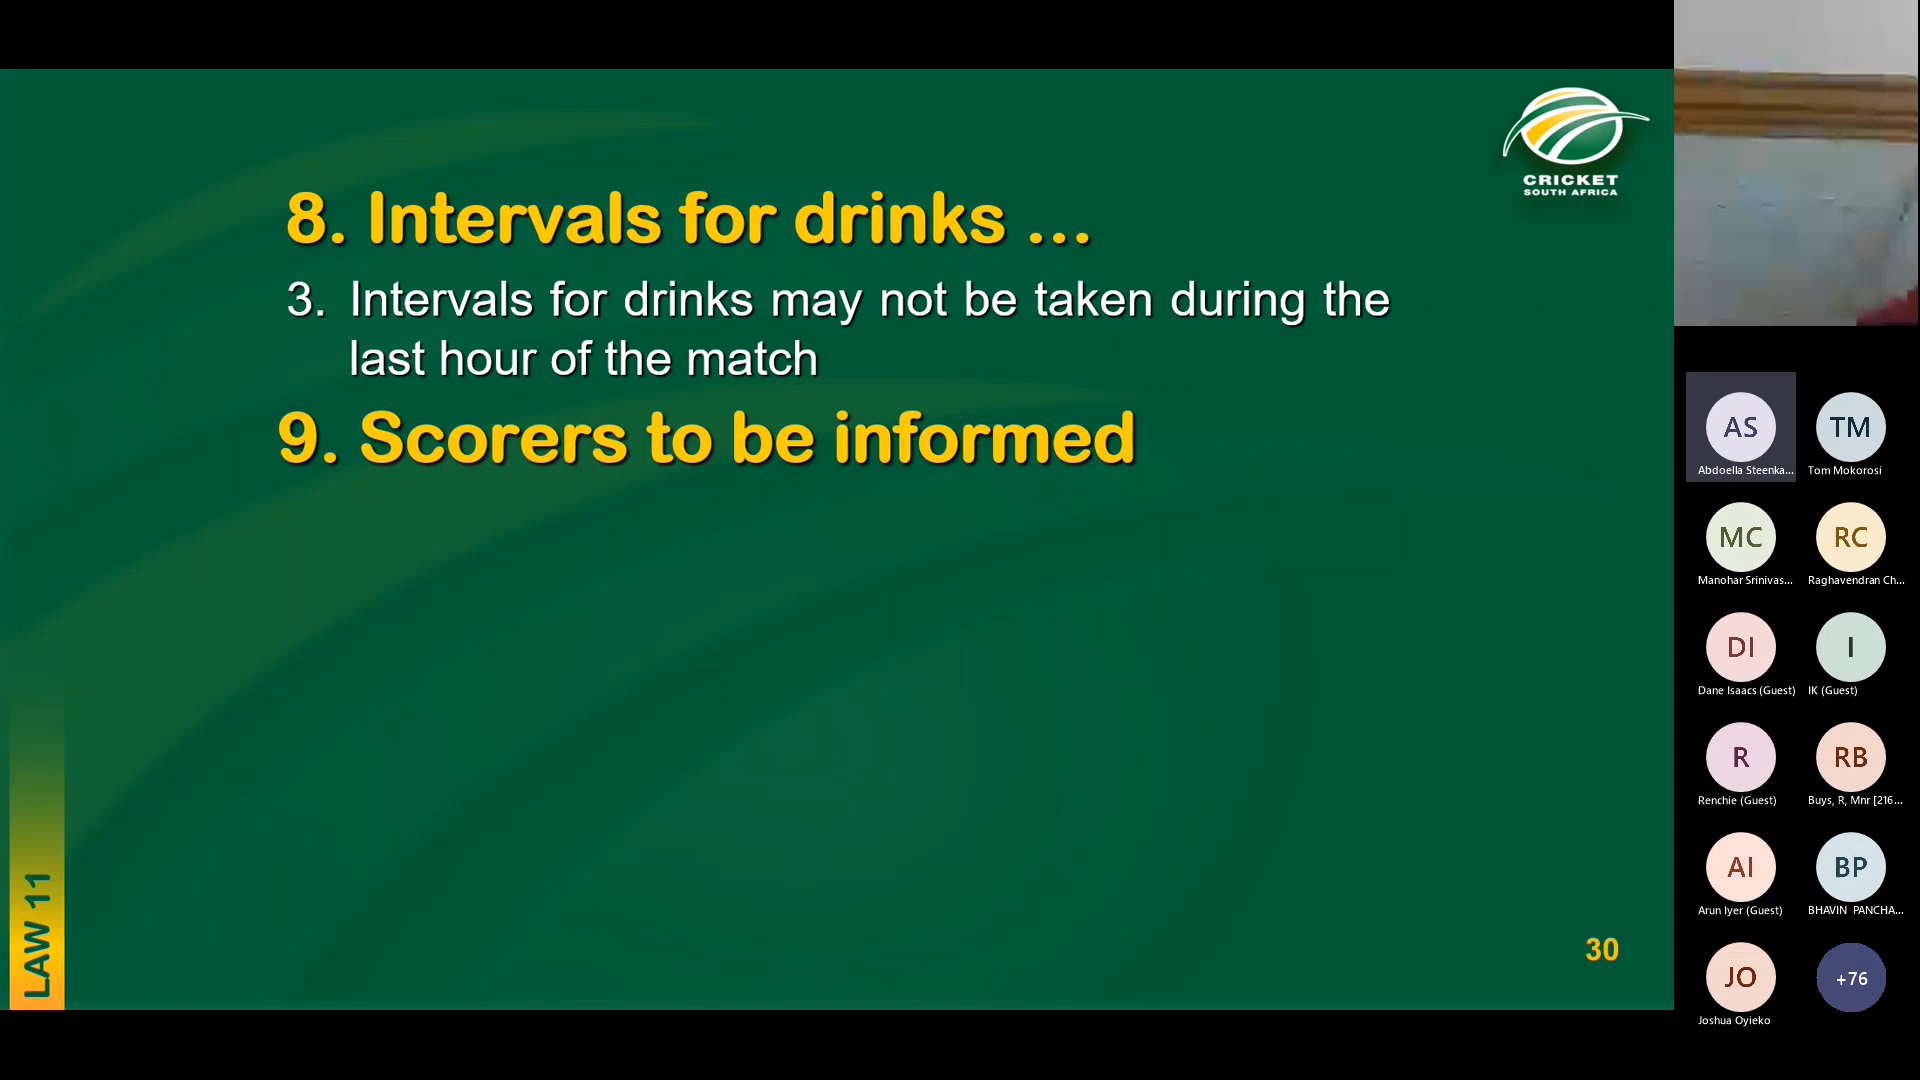 CRICKET
SOUTH AFRICA
8. Intervals for drinks ...
3. Intervals for drinks may not be taken during the
last hour of the match
9. Scorers to be informed
LAW 11
30
AS
Abdoella Steenka...
TM
Tom Mokorosi
MC
Manohar Srinivas...
RC
Raghavendran Ch...
DI
Dane Isaacs (Guest)
I
IK (Guest)
R
Renchie (Guest)
RB
Buys, R, Mnr [216...
AI
Arun Iyer (Guest)
BP
BHAVIN PANCHA...
JO
Joshua Oyieko
+76